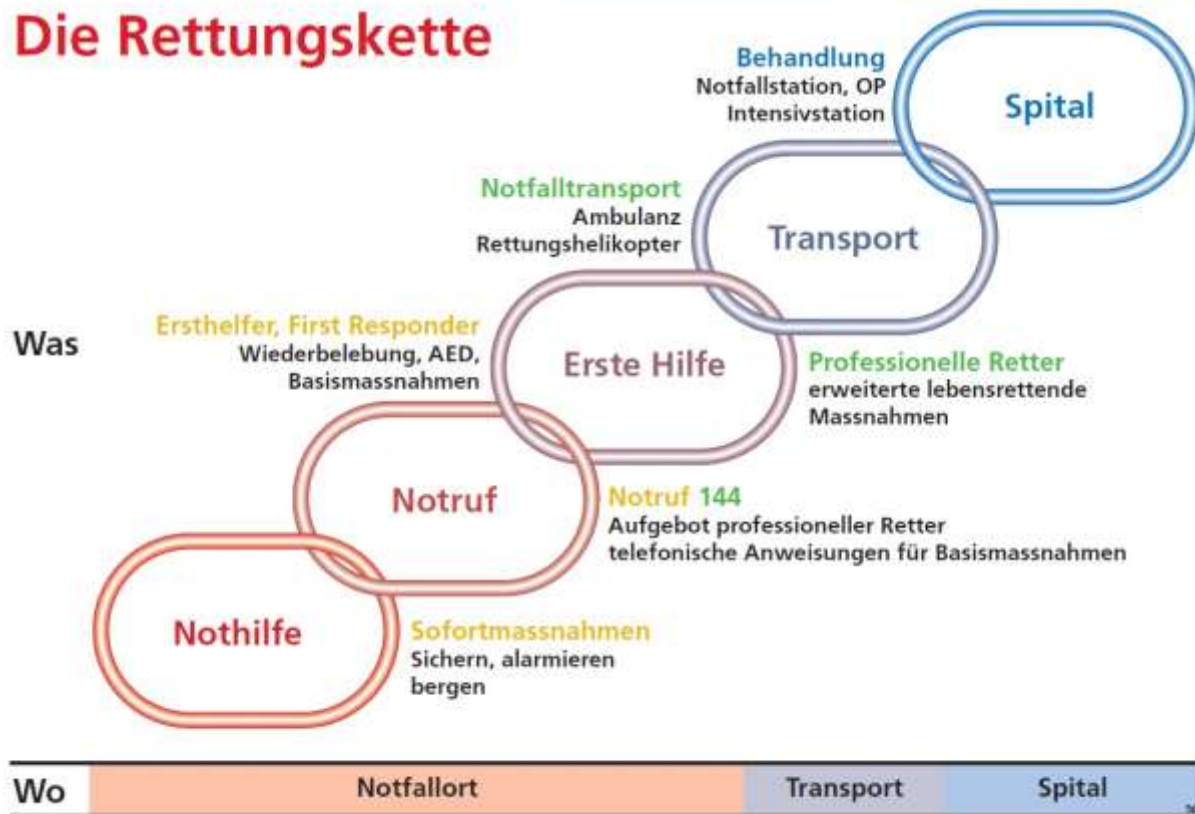 Die Rettungskette
Behandlung
Notfallstation, OP
Intensivstation
Spital
Notfalltransport
Ambulanz
Rettungshelikopter
Transport
Was
Ersthelfer, First Responder
Wiederbelebung, AED,
Basismassnahmen
Erste Hilfe
Professionelle Retter
erweiterte lebensrettende
Massnahmen
Notruf
Notruf 144
Aufgebot professioneller Retter
telefonische Anweisungen für Basismassnahmen
Nothilfe
Sofortmassnahmen
Sichern, alarmieren
bergen
Wo Notfallort Transport Spital